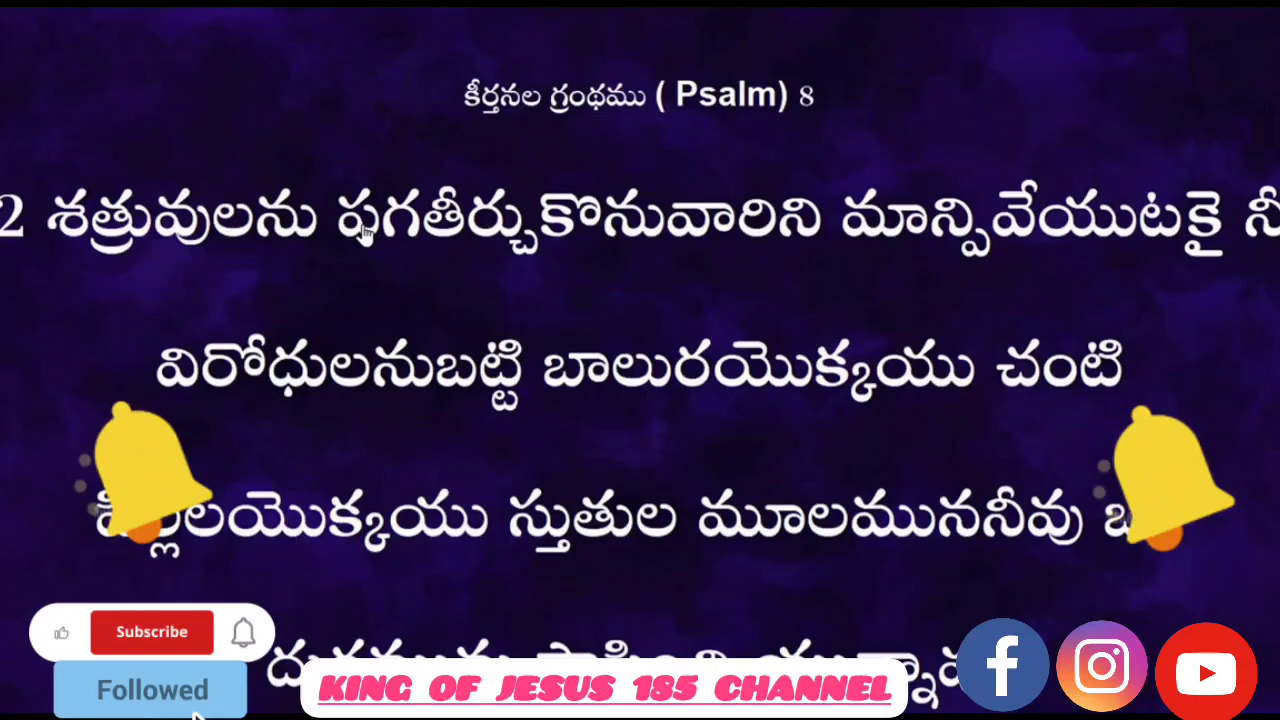 కీర్తనల గ్రంథము ( Psalm) 8
2 శత్రువులను పగతీర్చుకొనువారిని మాన్పివేయుటకై నీ
విరోధులనుబట్టి బాలురయొక్కయు చంటి
స్తుతుల మూలముననీవు
Subscribe
Followed
KING OF JESUS 185 CHANNEL